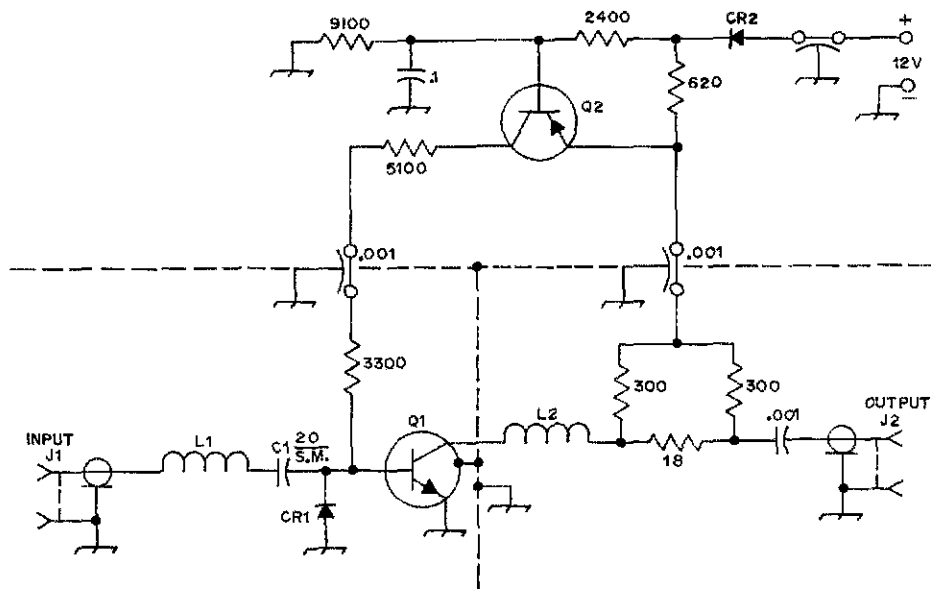 9100
2400
CR2
+
12V
–
.1
Q2
620
5100
.001
.001
3300
300
300
INPUT
J1
L1
C1
20
S.M.
Q1
L2
18
.001
OUTPUT
J2
CR1